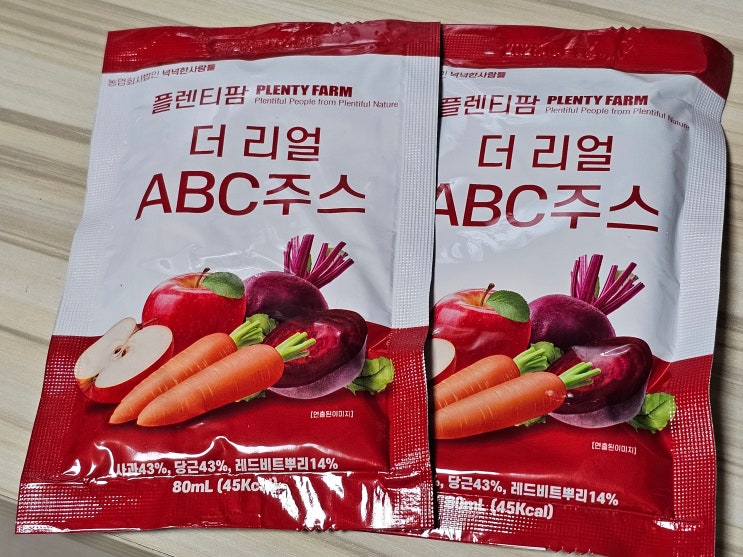 농업회사법인 넉넉한사람들
플렌티팜 PLENTY FARM
Plentiful People from Plentiful Nature
더 리얼
ABC주스
[연출된이미지]
사과43%, 당근43%, 레드비트뿌리14%
80mL (45Kcal)
넉넉한사람들
플렌티팜 PLENTY FARM
Plentiful People from Plentiful Nature
더 리얼
ABC주스
[연출된이미지]
%, 당근43%, 레드비트뿌리14%
80mL (45Kcal)